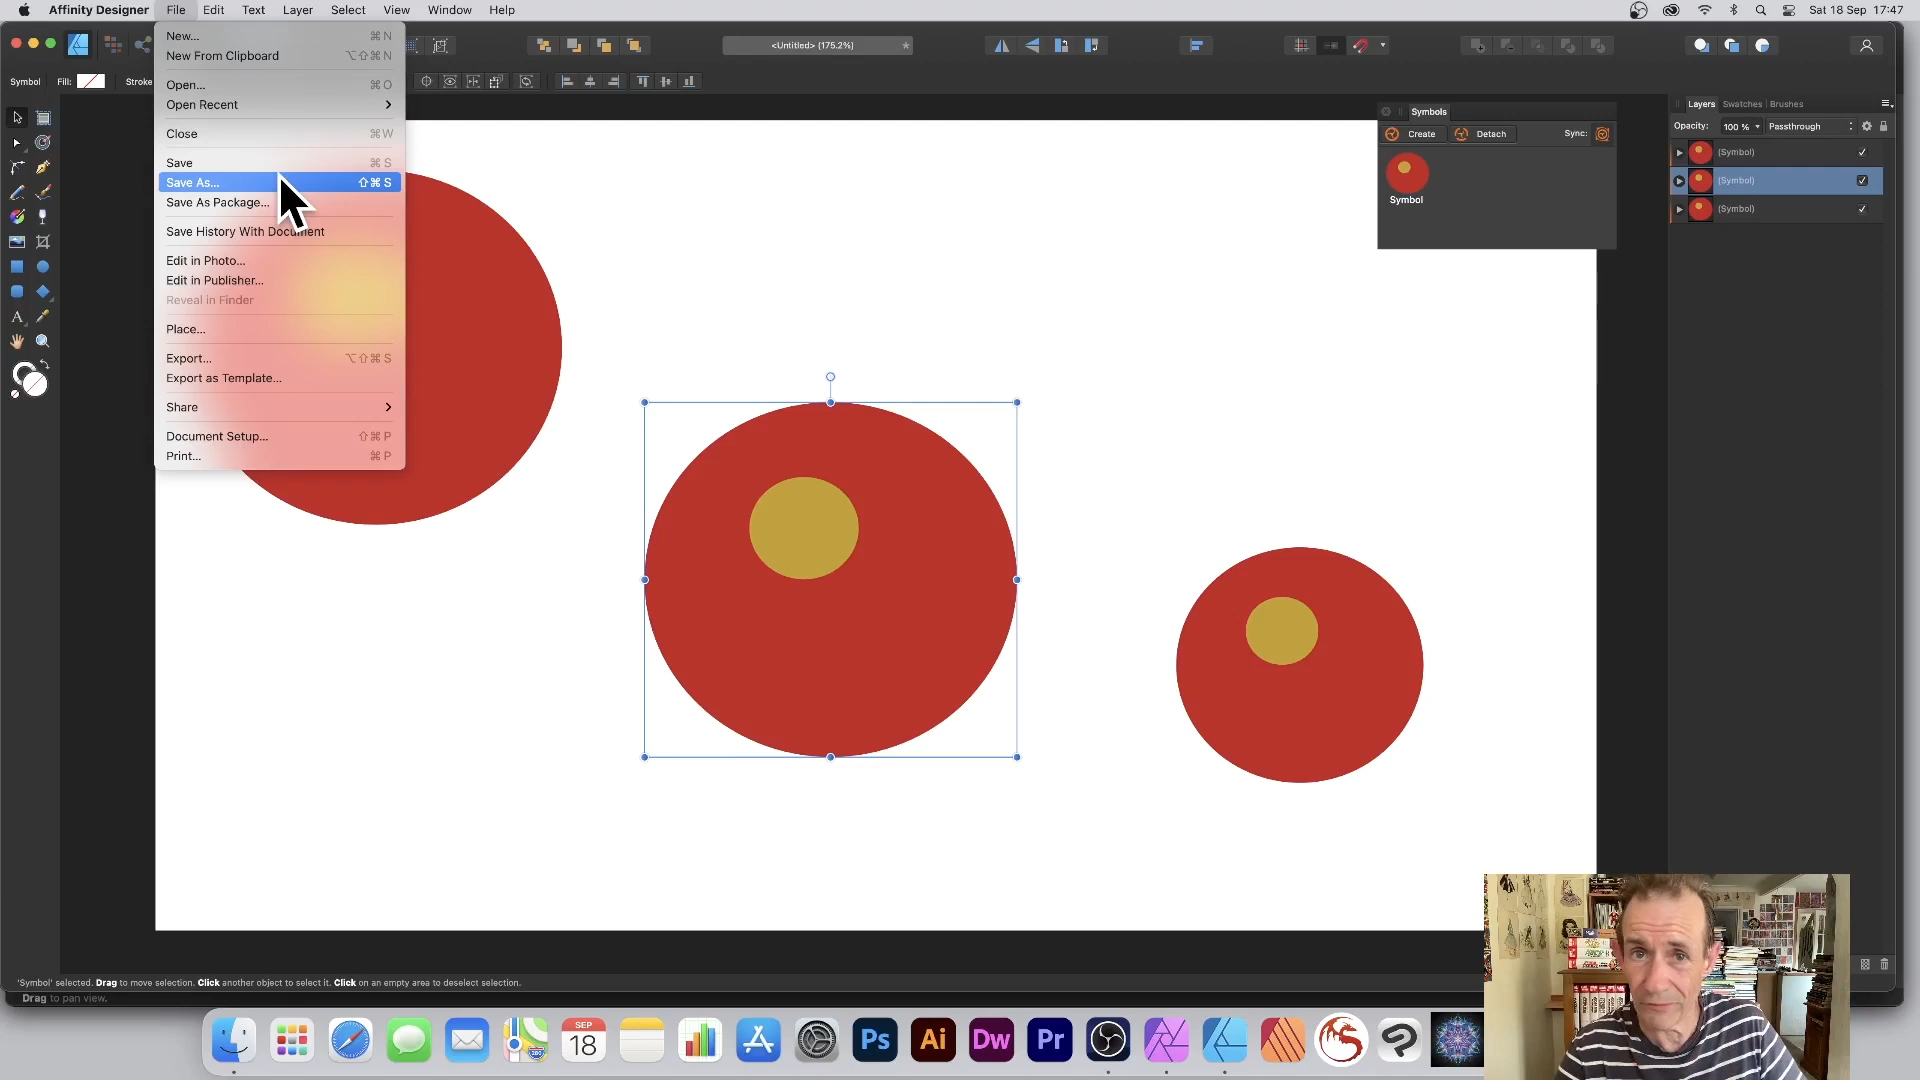 Affinity Designer File Edit Text Layer Select View Window Help
Sat 18 Sep 17:47
New... ⌘N
New From Clipboard ⌥⇧⌘N
Open... ⌘O
Open Recent
Close ⌘W
Save ⌘S
Save As... ⇧⌘S
Save As Package...
Save History With Document
Edit in Photo...
Edit in Publisher...
Reveal in Finder
Place...
Export... ⌥⇧⌘S
Export as Template...
Share
Document Setup... ⇧⌘P
Print... ⌘P
<Untitled> (175.2%)
Symbol Fill: Stroke
Symbols
Create Detach Sync:
Symbol
Layers Swatches Brushes
Opacity: 100 % Passthrough
(Symbol)
(Symbol)
(Symbol)
'Symbol' selected. Drag to move selection. Click another object to select it. Click on an empty area to deselect selection.
Drag to pan view.
SEP
18
280
Ps Ai Dw Pr